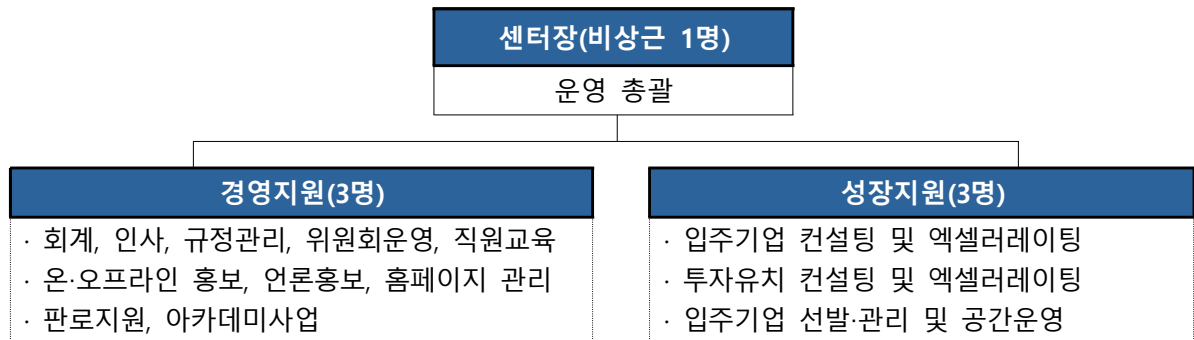 센터장(비상근 1명)
운영 총괄
경영지원(3명)
· 회계, 인사, 규정관리, 위원회운영, 직원교육
· 온·오프라인 홍보, 언론홍보, 홈페이지 관리
· 판로지원, 아카데미사업
성장지원(3명)
· 입주기업 컨설팅 및 엑셀러레이팅
· 투자유치 컨설팅 및 엑셀러레이팅
· 입주기업 선발·관리 및 공간운영